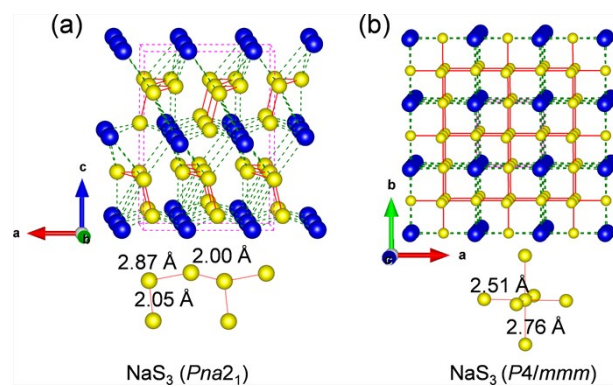 (a)
(b)
c
a
b
b
a
2.87 Å 2.00 Å
2.05 Å
2.51 Å
2.76 Å
NaS₃ (Pna2₁)
NaS₃ (P4/mmm)